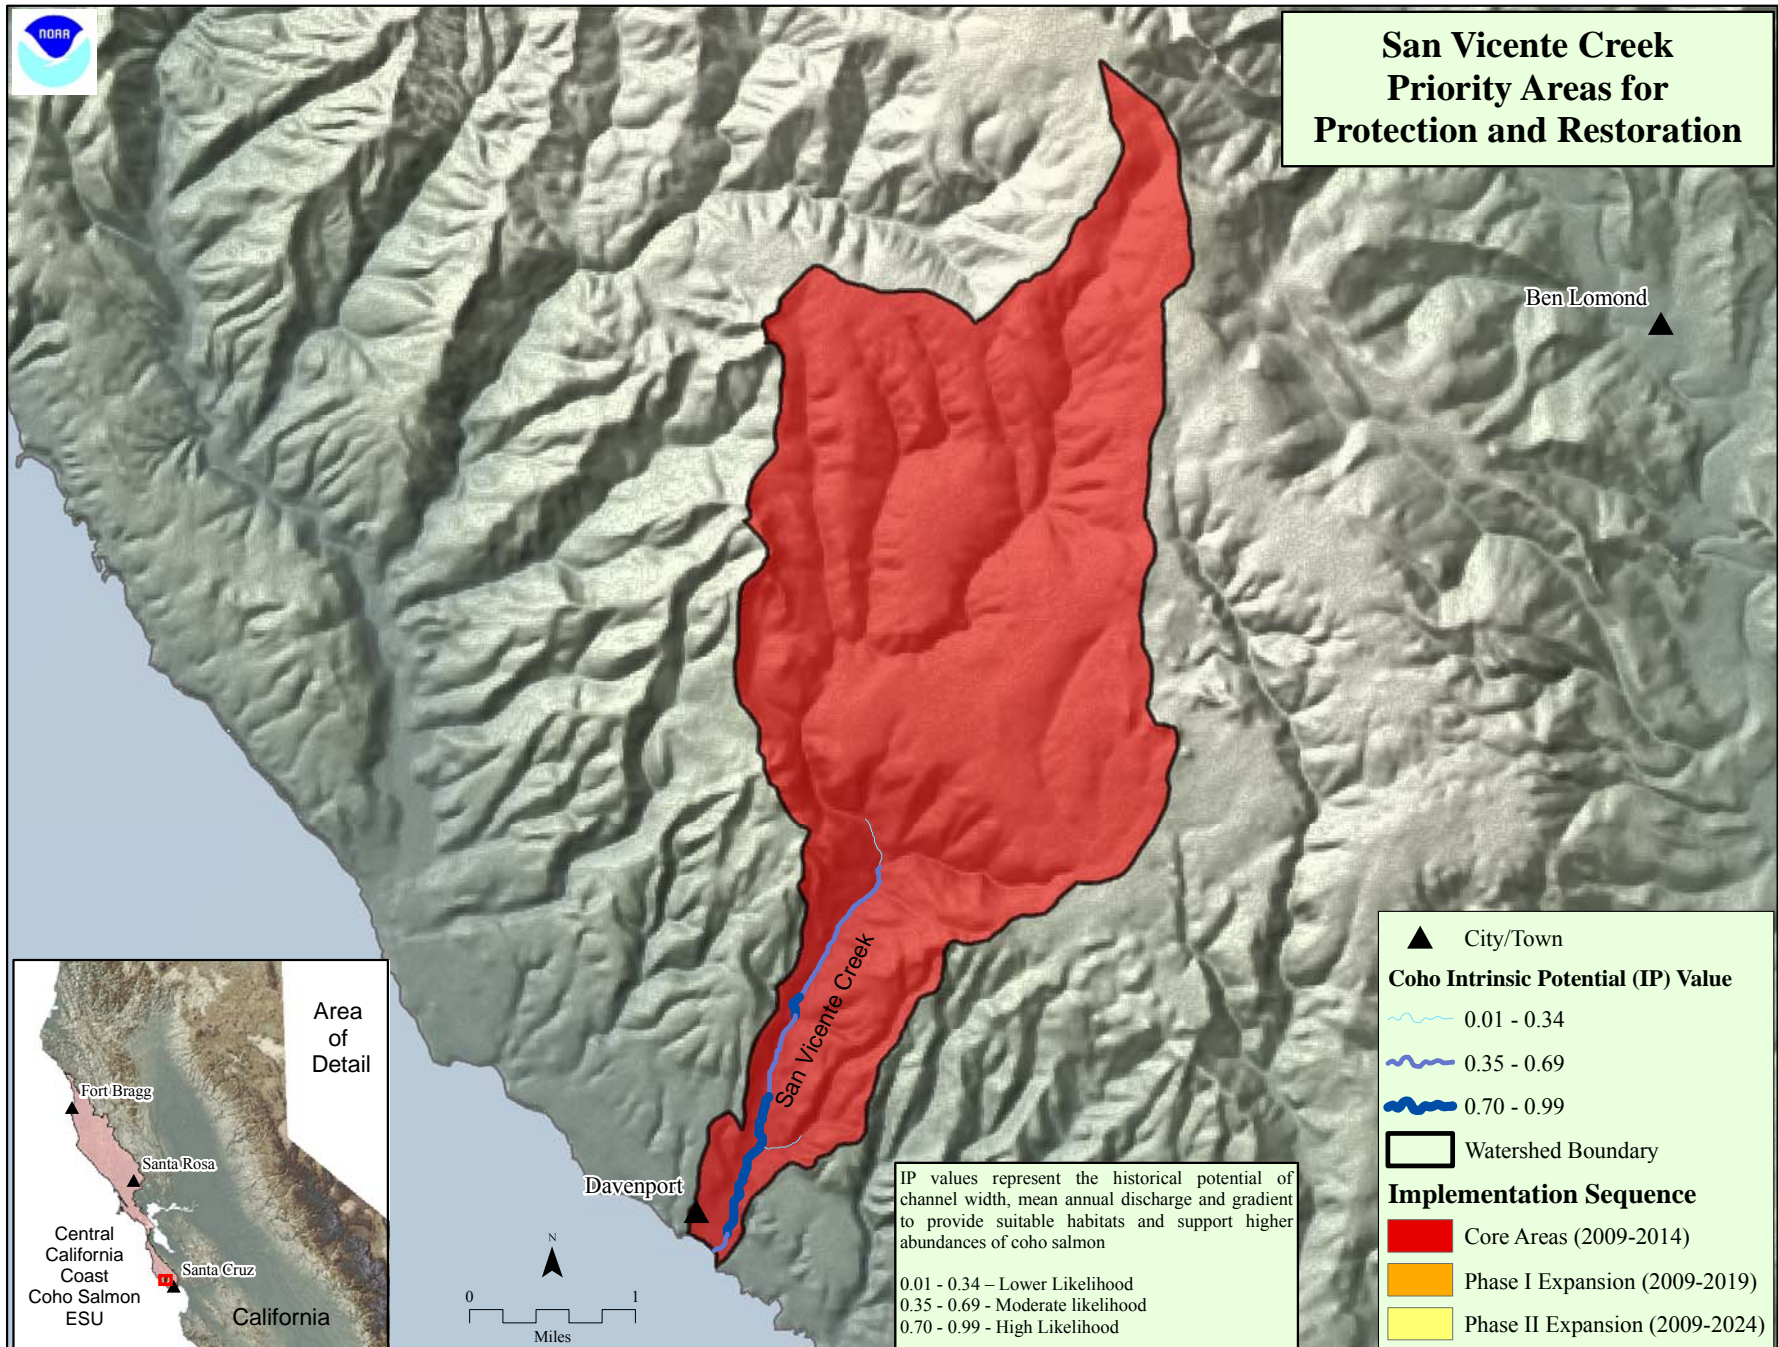 NOAA
San Vicente Creek
Priority Areas for
Protection and Restoration
Ben Lomond
San Vicente Creek
Davenport
N
0 1
Miles
Area
of
Detail
Fort Bragg
Santa Rosa
Central
California
Coast
Coho Salmon
ESU
Santa Cruz
California
IP values represent the historical potential of
channel width, mean annual discharge and gradient
to provide suitable habitats and support higher
abundances of coho salmon
0.01 - 0.34 – Lower Likelihood
0.35 - 0.69 - Moderate likelihood
0.70 - 0.99 - High Likelihood
City/Town
Coho Intrinsic Potential (IP) Value
0.01 - 0.34
0.35 - 0.69
0.70 - 0.99
Watershed Boundary
Implementation Sequence
Core Areas (2009-2014)
Phase I Expansion (2009-2019)
Phase II Expansion (2009-2024)